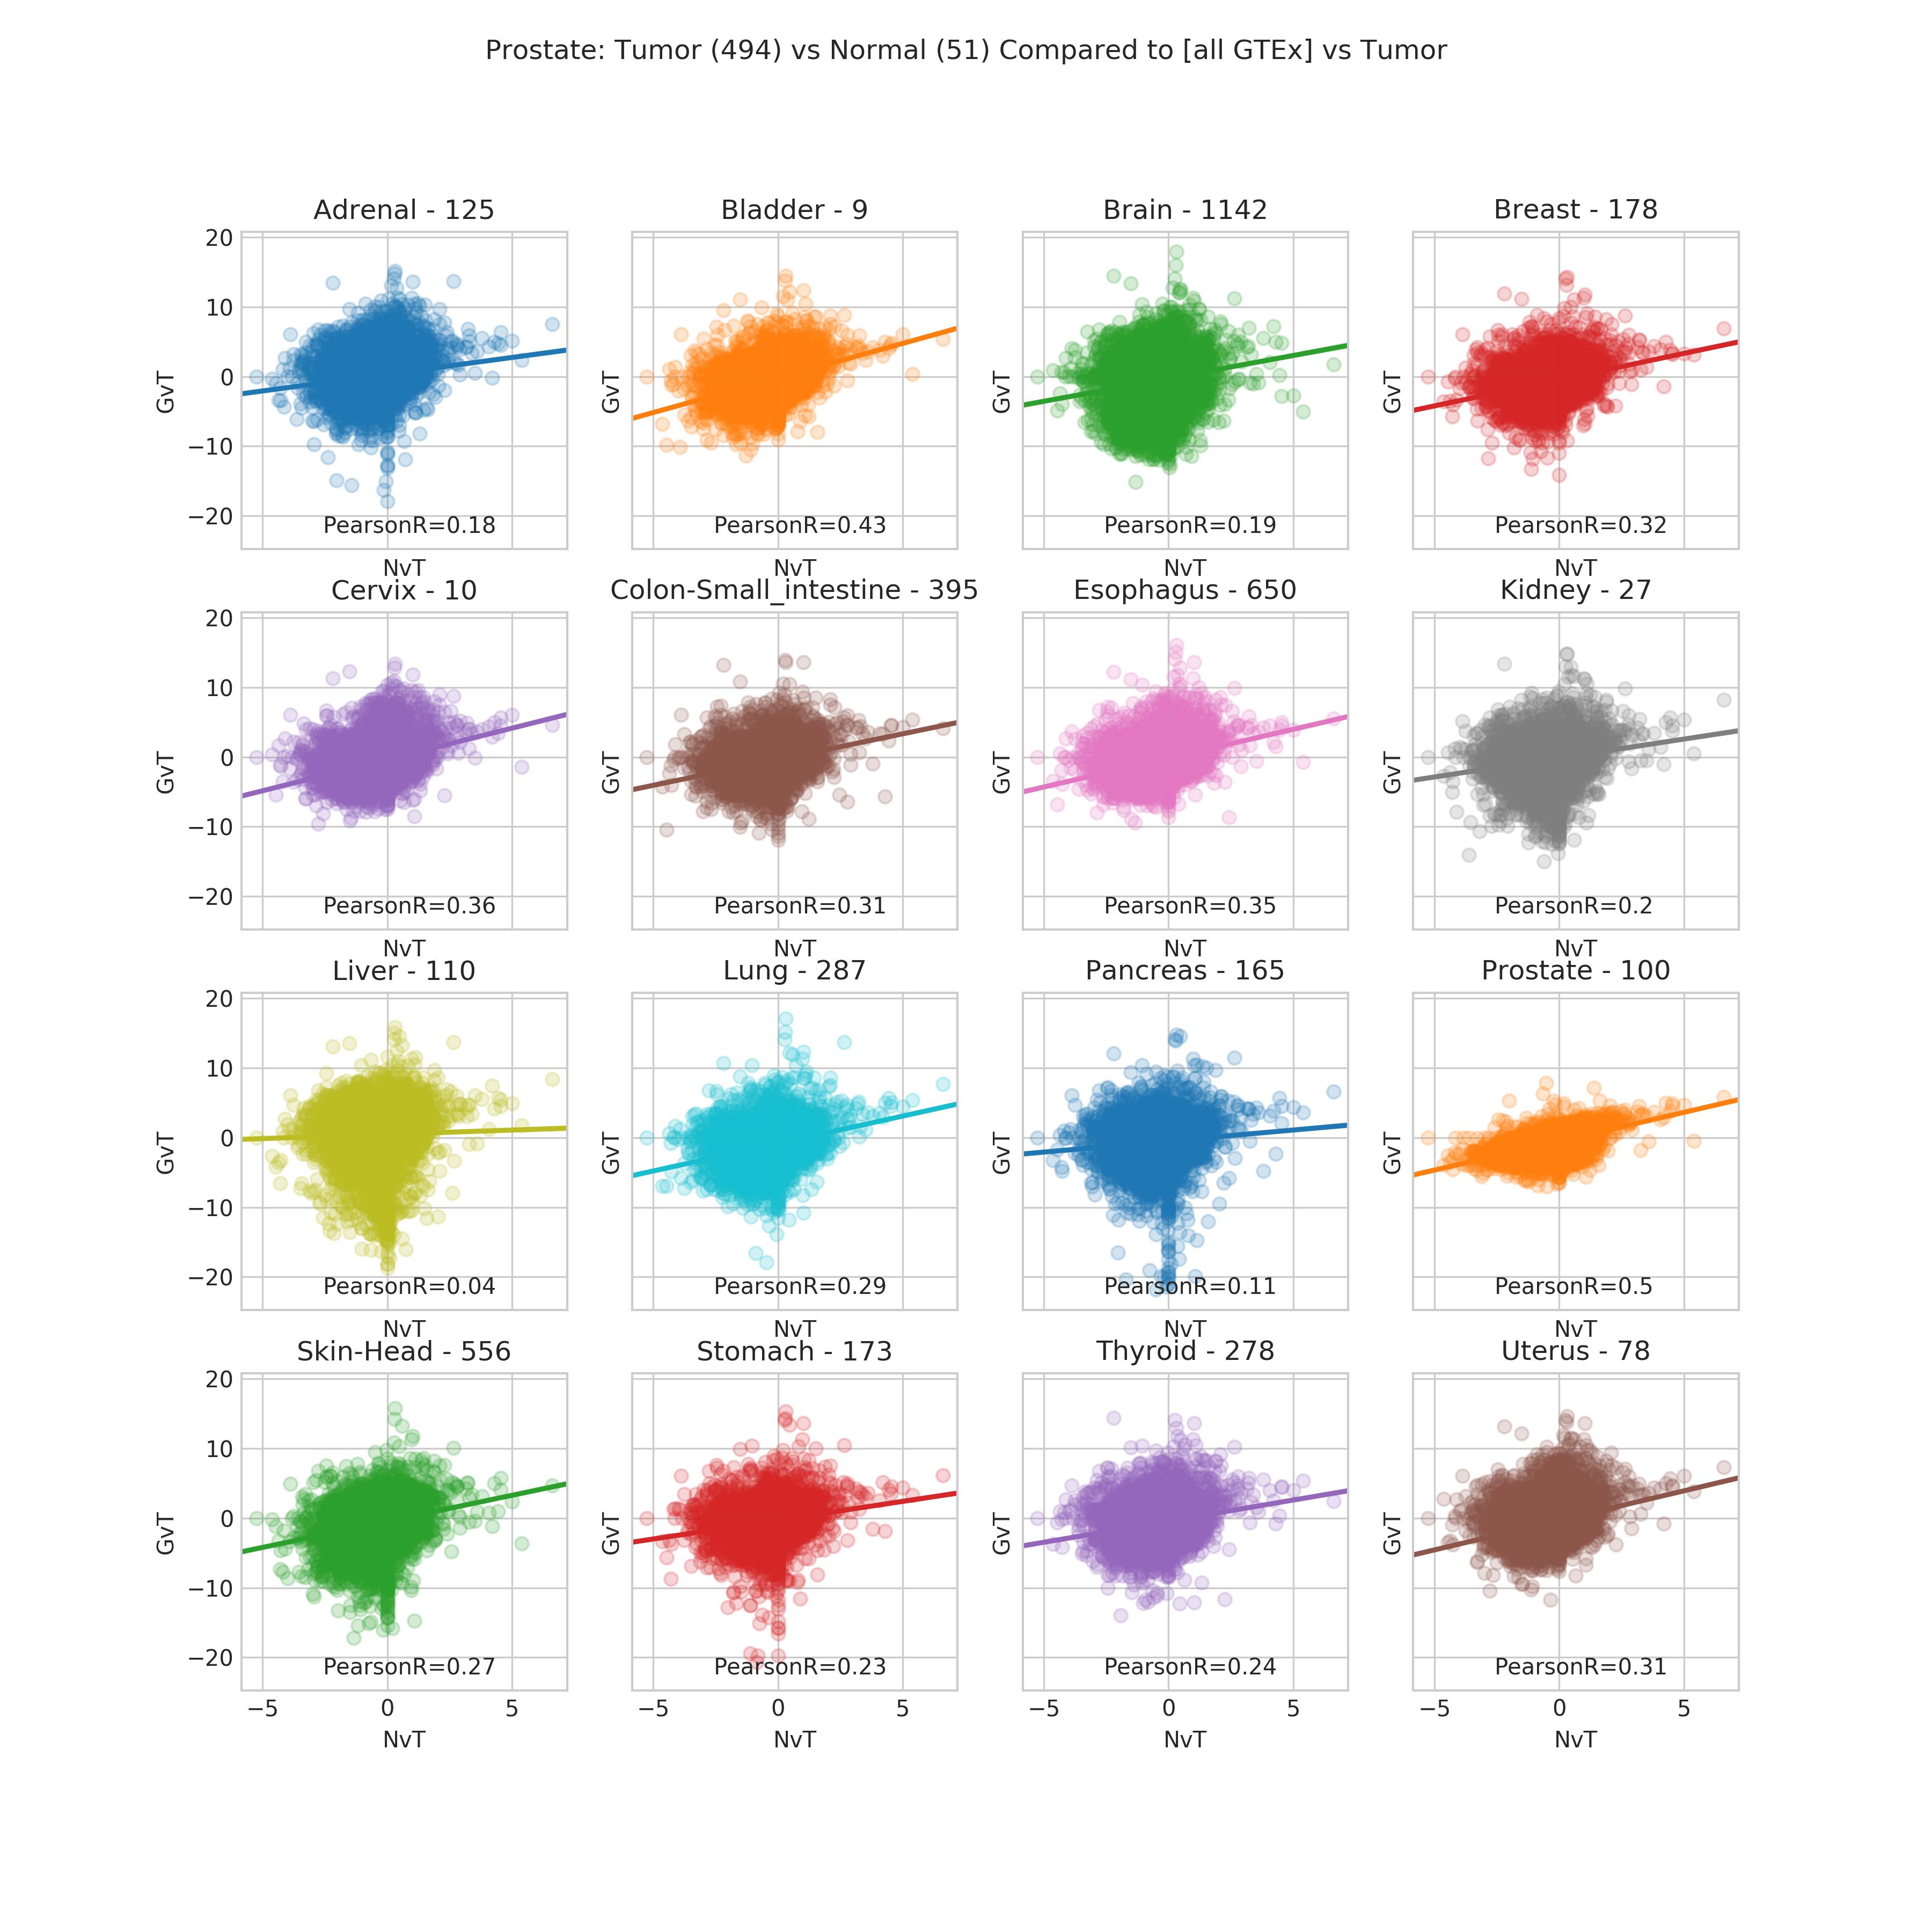 Prostate: Tumor (494) vs Normal (51) Compared to [all GTEx] vs Tumor
Adrenal - 125
Bladder - 9
Brain - 1142
Breast - 178
20
10
0
−10
−20
GvT
GvT
GvT
GvT
PearsonR=0.18
PearsonR=0.43
PearsonR=0.19
PearsonR=0.32
NvT
NvT
NvT
NvT
Cervix - 10
Colon-Small_intestine - 395
Esophagus - 650
Kidney - 27
20
10
0
−10
−20
GvT
GvT
GvT
GvT
PearsonR=0.36
PearsonR=0.31
PearsonR=0.35
PearsonR=0.2
NvT
NvT
NvT
NvT
Liver - 110
Lung - 287
Pancreas - 165
Prostate - 100
20
10
0
−10
−20
GvT
GvT
GvT
GvT
PearsonR=0.04
PearsonR=0.29
PearsonR=0.11
PearsonR=0.5
NvT
NvT
NvT
NvT
Skin-Head - 556
Stomach - 173
Thyroid - 278
Uterus - 78
20
10
0
−10
−20
GvT
GvT
GvT
GvT
PearsonR=0.27
PearsonR=0.23
PearsonR=0.24
PearsonR=0.31
−5 0 5
−5 0 5
−5 0 5
−5 0 5
NvT
NvT
NvT
NvT